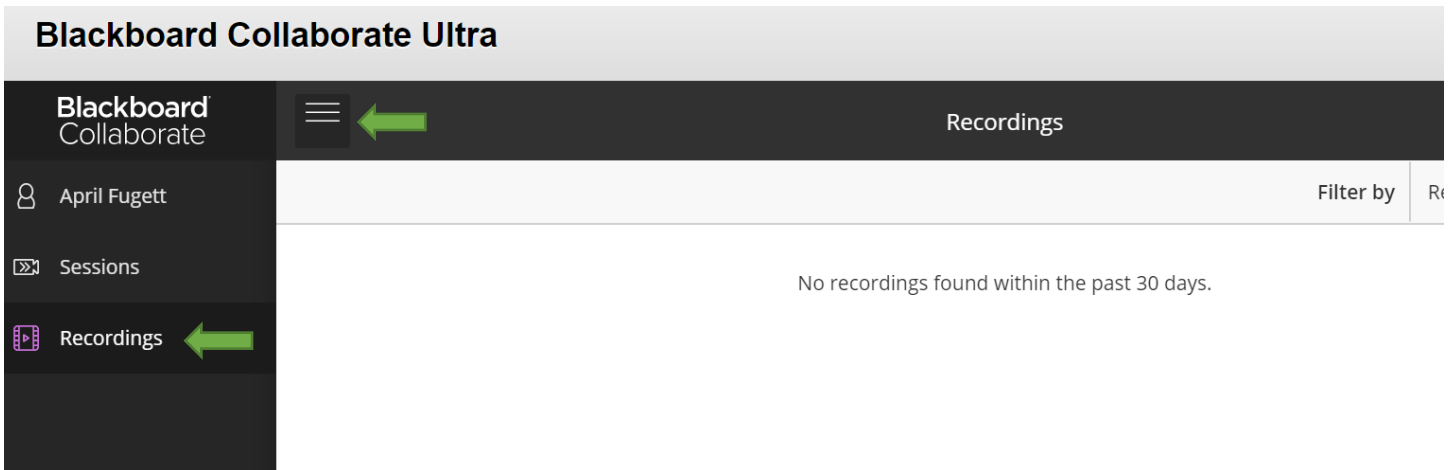 Blackboard Collaborate Ultra
Blackboard
Collaborate
Recordings
April Fugett
Filter by
Sessions
No recordings found within the past 30 days.
Recordings